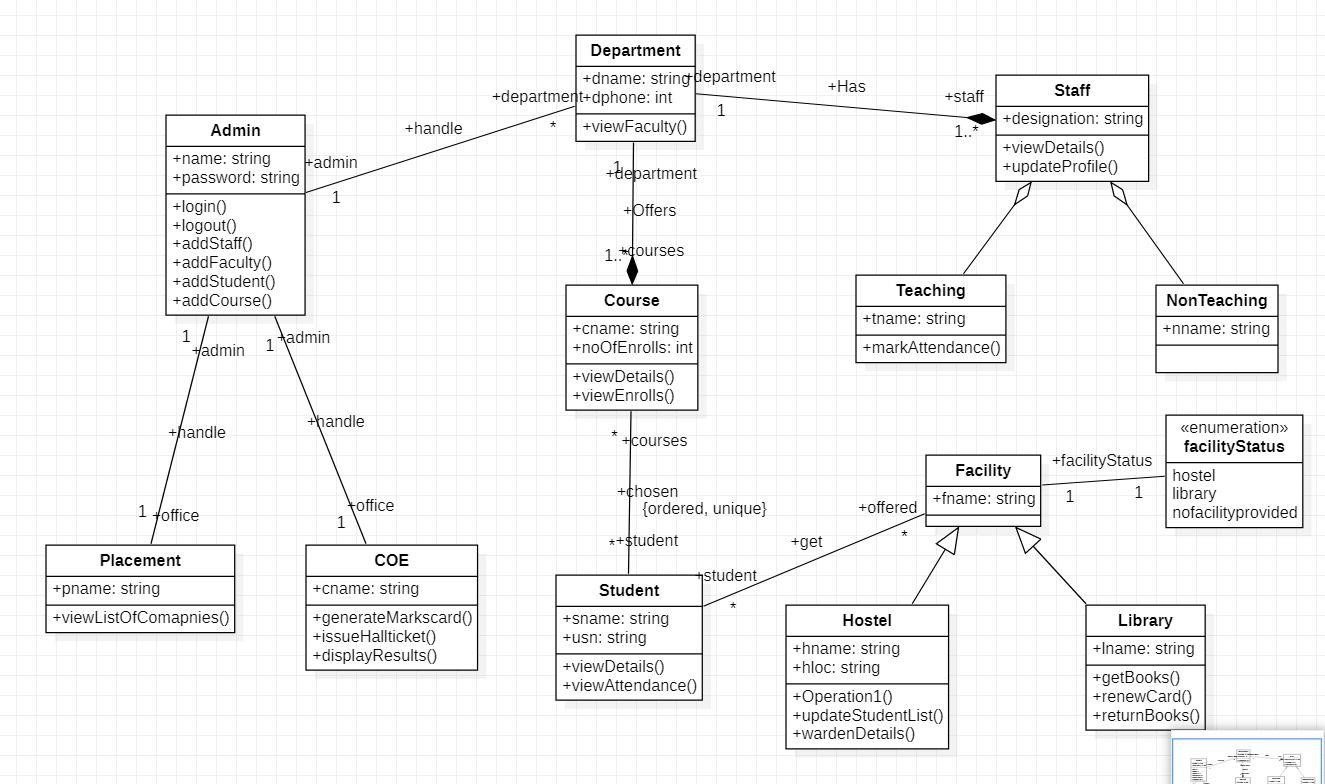 Department
+dname: string
+dphone: int
+viewFaculty()
+department
1
+Has
+staff
1..*
Staff
+designation: string
+viewDetails()
+updateProfile()
+department
*
+handle
+admin
1
Admin
+name: string
+password: string
+login()
+logout()
+addStaff()
+addFaculty()
+addStudent()
+addCourse()
1
+department
+Offers
1..*
+courses
Course
+cname: string
+noOfEnrolls: int
+viewDetails()
+viewEnrolls()
Teaching
+tname: string
+markAttendance()
NonTeaching
+nname: string
1
+admin
1
+admin
+handle
+handle
1
+office
+office
1
Placement
+pname: string
+viewListOfComapnies()
COE
+cname: string
+generateMarkscard()
+issueHallticket()
+displayResults()
*
+courses
+chosen
{ordered, unique}
*
+student
Student
+sname: string
+usn: string
+viewDetails()
+viewAttendance()
+student
*
+get
+offered
*
Facility
+fname: string
+facilityStatus
1
1
«enumeration»
facilityStatus
hostel
library
nofacilityprovided
Hostel
+hname: string
+hloc: string
+Operation1()
+updateStudentList()
+wardenDetails()
Library
+lname: string
+getBooks()
+renewCard()
+returnBooks()